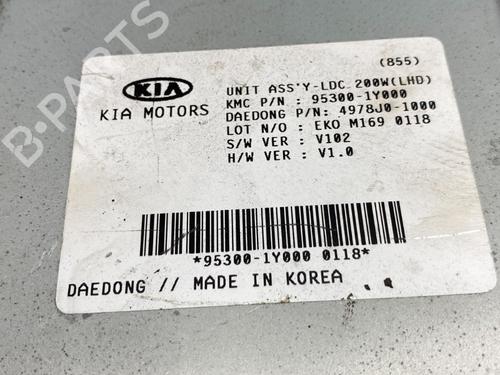 (855)
KIA
KIA MOTORS
UNIT ASS'Y-LDC 200W(LHD)
KMC P/N : 95300-1Y000
DAEDONG P/N: 4978J0-1000
LOT N/O : EKO M169 0118
S/W VER : V102
H/W VER : V1.0
*95300-1Y000 0118*
DAEDONG // MADE IN KOREA
B-PARTS